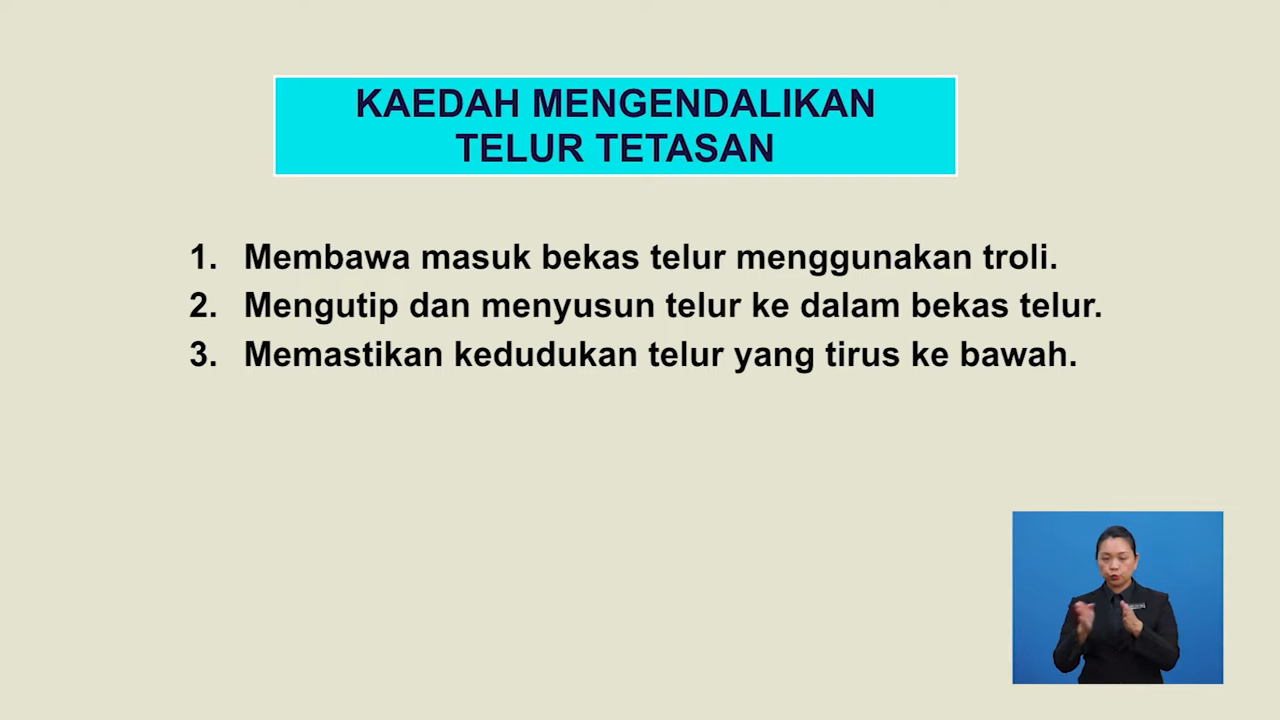 KAEDAH MENGENDALIKAN
TELUR TETASAN
1. Membawa masuk bekas telur menggunakan troli.
2. Mengutip dan menyusun telur ke dalam bekas telur.
3. Memastikan kedudukan telur yang tirus ke bawah.